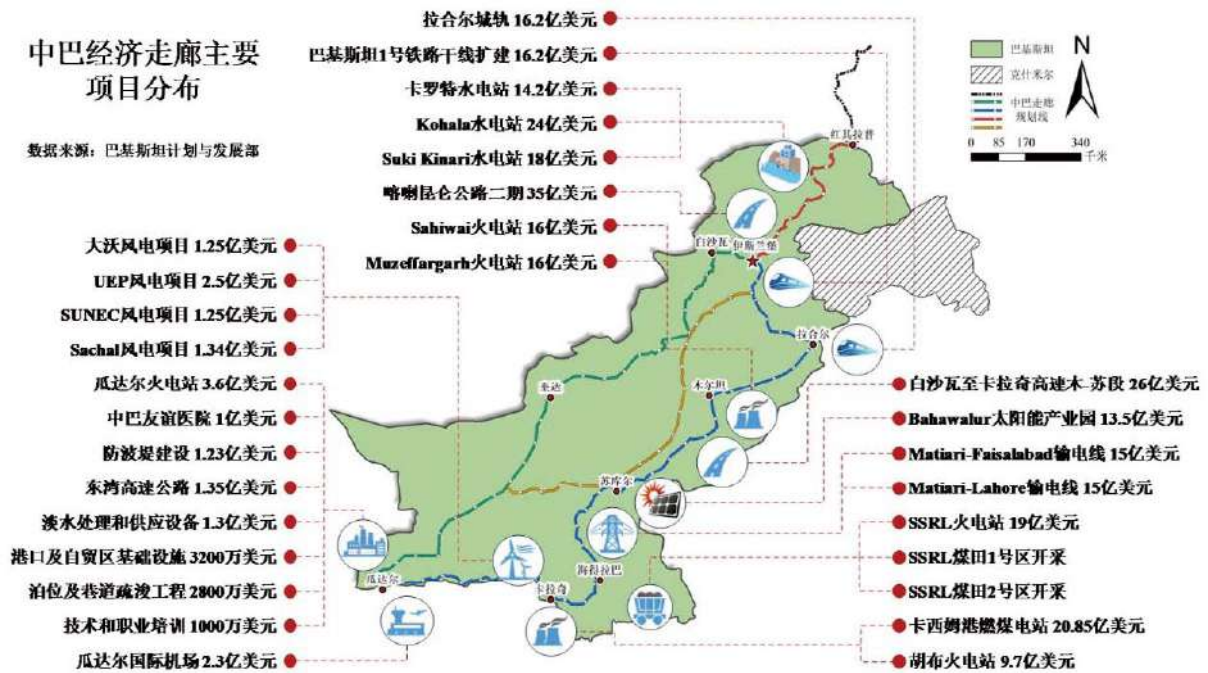 中巴经济走廊主要
项目分布
数据来源：巴基斯坦计划与发展部
拉合尔城轨 16.2亿美元
巴基斯坦1号铁路干线扩建 16.2亿美元
卡罗特水电站 14.2亿美元
Kohala水电站 24亿美元
Suki Kinari水电站 18亿美元
喀喇昆仑公路二期 35亿美元
Sahiwai火电站 16亿美元
Muzeffargarh火电站 16亿美元
大沃风电项目 1.25亿美元
UEP风电项目 2.5亿美元
SUNEC风电项目 1.25亿美元
Sachal风电项目 1.34亿美元
瓜达尔火电站 3.6亿美元
中巴友谊医院 1亿美元
防波堤建设 1.23亿美元
东湾高速公路 1.35亿美元
淡水处理和供应设备 1.3亿美元
港口及自贸区基础设施 3200万美元
泊位及巷道疏浚工程 2800万美元
技术和职业培训 1000万美元
瓜达尔国际机场 2.3亿美元
巴基斯坦
克什米尔
中巴走廊
规划线
N
0 85 170 340
千米
红其拉普
白沙瓦
伊斯兰堡
拉合尔
木尔坦
奎达
苏库尔
海得拉巴
卡拉奇
瓜达尔
白沙瓦至卡拉奇高速木-苏段 26亿美元
Bahawalur太阳能产业园 13.5亿美元
Matiari-Faisalabad输电线 15亿美元
Matiari-Lahore输电线 15亿美元
SSRL火电站 19亿美元
SSRL煤田1号区开采
SSRL煤田2号区开采
卡西姆港燃煤电站 20.85亿美元
胡布火电站 9.7亿美元